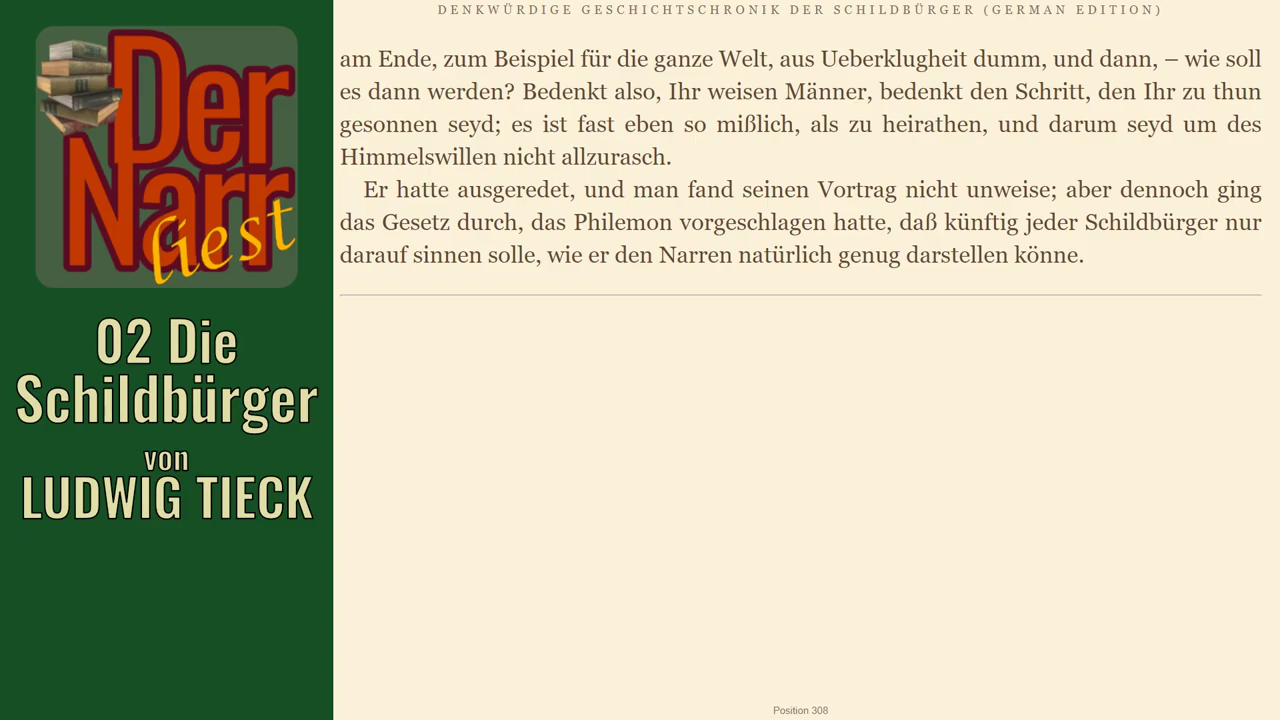 Der
Narr
liest
02 Die
Schildbürger
von
LUDWIG TIECK
DENKWÜRDIGE GESCHICHTSCHRONIK DER SCHILDBÜRGER (GERMAN EDITION)
am Ende, zum Beispiel für die ganze Welt, aus Ueberklugheit dumm, und dann, – wie soll
es dann werden? Bedenkt also, Ihr weisen Männer, bedenkt den Schritt, den Ihr zu thun
gesonnen seyd; es ist fast eben so mißlich, als zu heirathen, und darum seyd um des
Himmelswillen nicht allzurasch.
Er hatte ausgeredet, und man fand seinen Vortrag nicht unweise; aber dennoch ging
das Gesetz durch, das Philemon vorgeschlagen hatte, daß künftig jeder Schildbürger nur
darauf sinnen solle, wie er den Narren natürlich genug darstellen könne.
Position 308